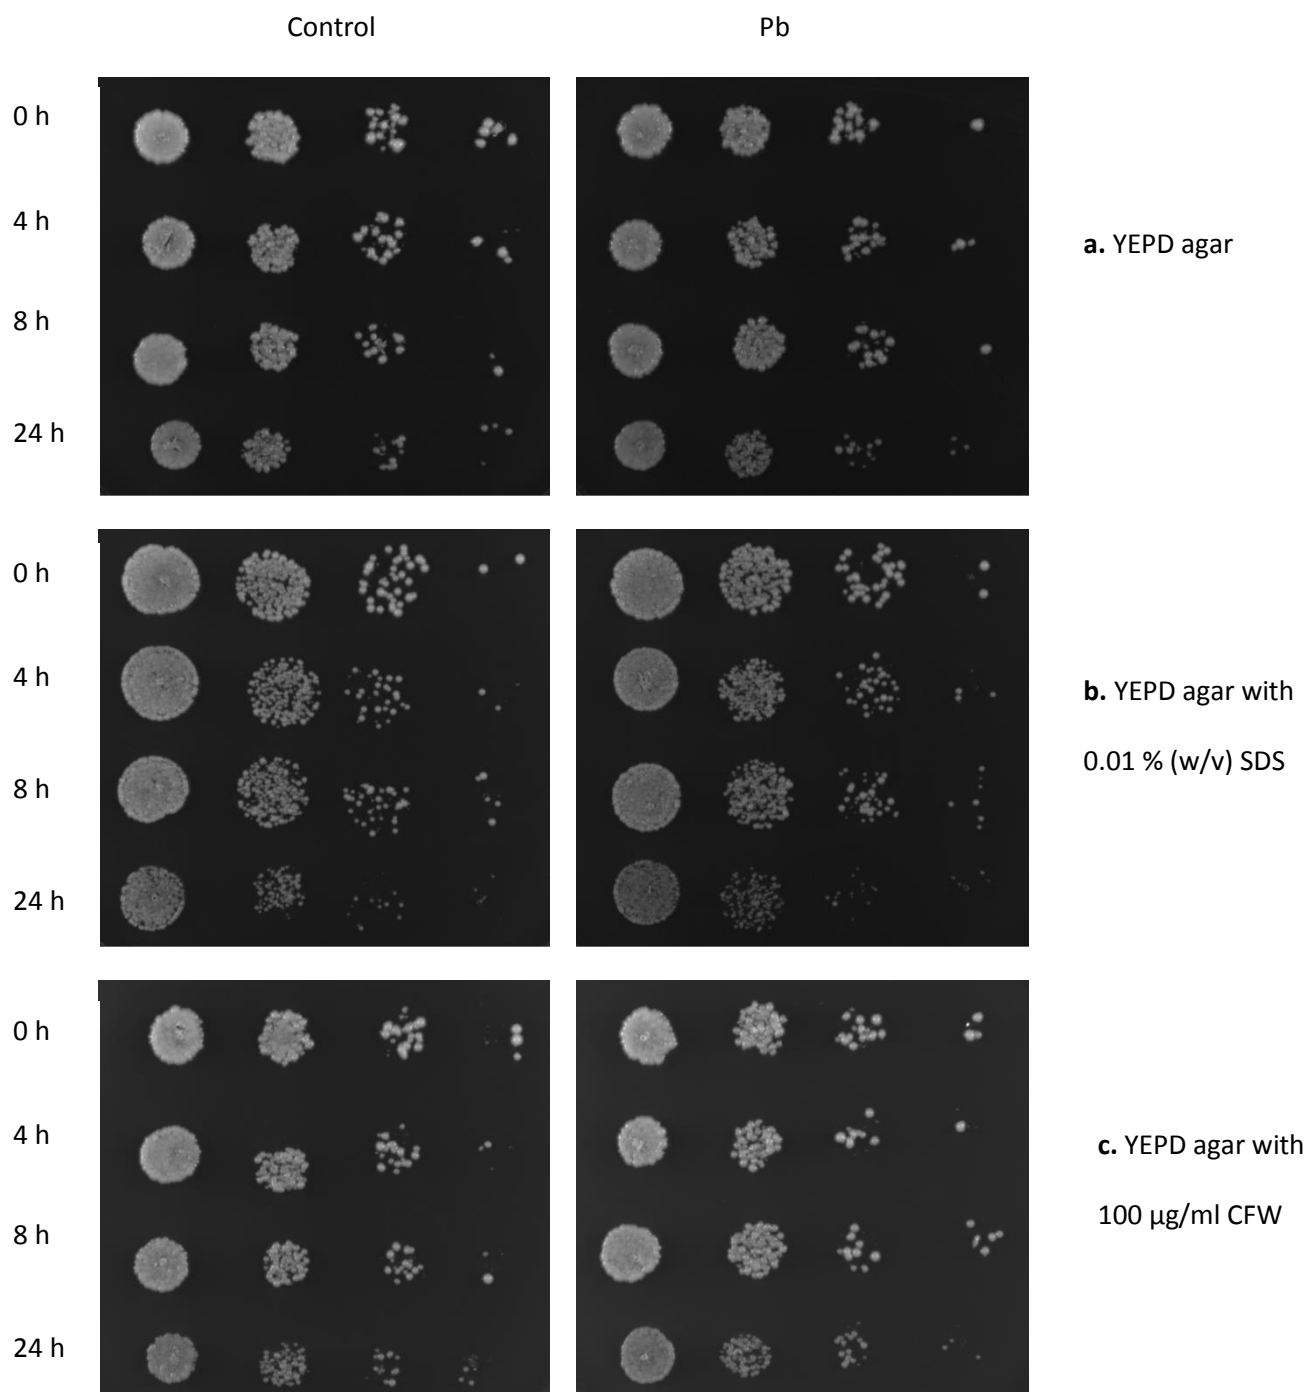 Control Pb
0 h
4 h
a. YEPD agar
8 h
24 h
0 h
4 h
b. YEPD agar with
8 h
0.01 % (w/v) SDS
24 h
0 h
4 h
c. YEPD agar with
8 h
100 µg/ml CFW
24 h